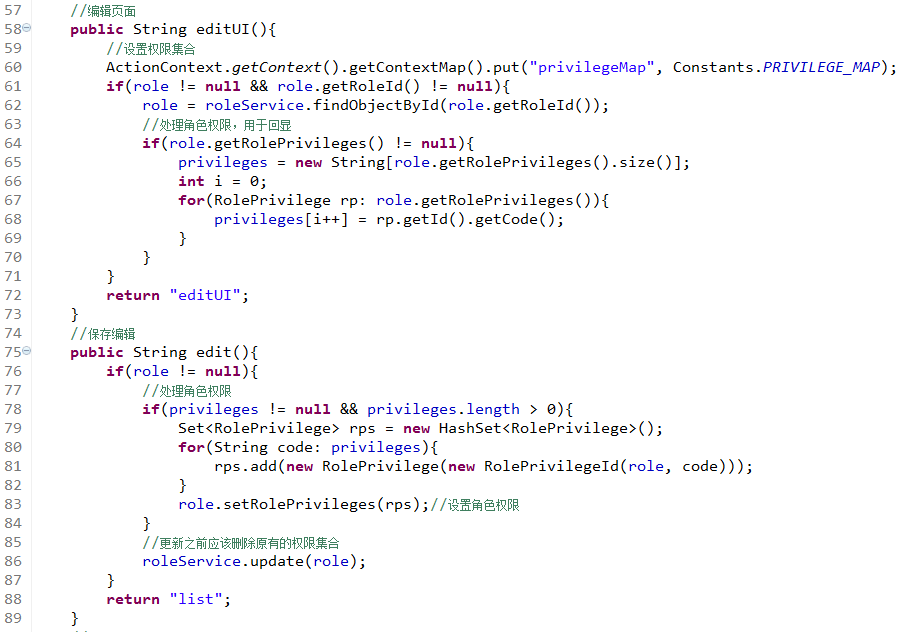 57 //编辑页面
58 public String editUI(){
59 //设置权限集合
60 ActionContext.getContext().getContextMap().put("privilegeMap", Constants.PRIVILEGE_MAP);
61 if(role != null && role.getRoleId() != null){
62 role = roleService.findObjectById(role.getRoleId());
63 //处理角色权限，用于回显
64 if(role.getRolePrivileges() != null){
65 privileges = new String[role.getRolePrivileges().size()];
66 int i = 0;
67 for(RolePrivilege rp: role.getRolePrivileges()){
68 privileges[i++] = rp.getId().getCode();
69 }
70 }
71 }
72 return "editUI";
73 }
74 //保存编辑
75 public String edit(){
76 if(role != null){
77 //处理角色权限
78 if(privileges != null && privileges.length > 0){
79 Set<RolePrivilege> rps = new HashSet<RolePrivilege>();
80 for(String code: privileges){
81 rps.add(new RolePrivilege(new RolePrivilegeId(role, code)));
82 }
83 role.setRolePrivileges(rps);//设置角色权限
84 }
85 //更新之前应该删除原有的权限集合
86 roleService.update(role);
87 }
88 return "list";
89 }